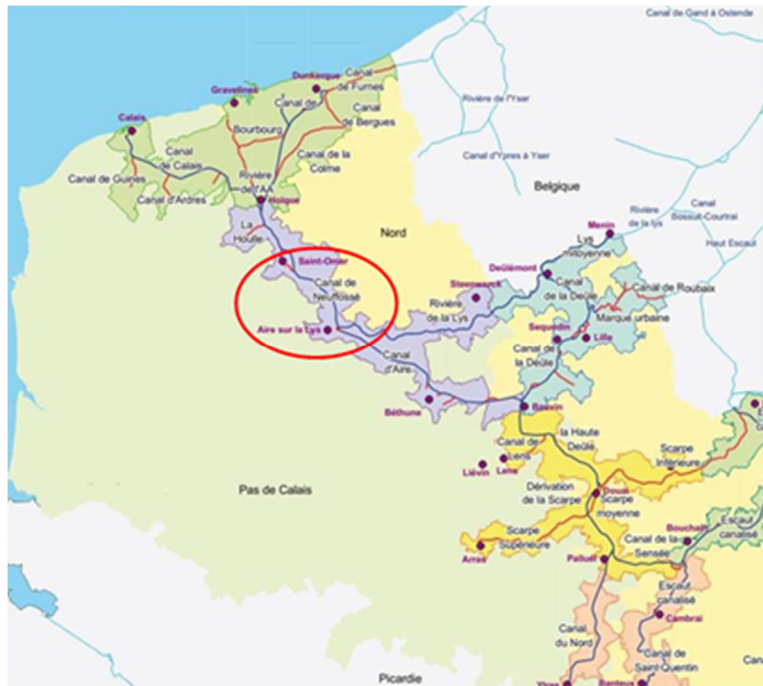 Canal de Gand à Ostende
Dunkerque
Canal
de Furnes
Gravelines
Canal de
Rivière de l'Yser
Calais
Bourbourg
Canal
de Bergues
Canal
de Calais
Canal de la
Colme
Canal d'Ypres à Yser
Canal de Guines
Rivière
de l'AA
Canal d'Ardres
Holque
Belgique
Canal
Bossuit-Courtrai
Rivière
de la lys
La
Houlle
Nord
Menin
Lys
mitoyenne
Haut Escaut
Saint-Omer
Deûlémont
Canal de
Neuffossé
Steenwerck
Canal
de la Deûle
Canal de Roubaix
Rivière
de la Lys
Marque urbaine
Aire sur la Lys
Sequedin
Lille
Canal
d'Aire
Canal de
la Deûle
Béthune
Bauvin
la Haute
Deûle
Canal de
Lens
Scarpe
Inférieure
Liévin
Pas de Calais
Dérivation
de la Scarpe
Douai
Scarpe
moyenne
Scarpe
Supérieure
Bouchain
Escaut
canalisé
Canal de la
Sensée
Arras
Palluel
Escaut
canalisé
Cambrai
Canal
du Nord
Canal de
Saint-Quentin
Picardie